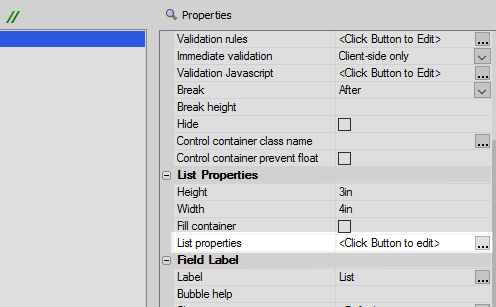 //
Properties
Validation rules <Click Button to Edit> ...
Immediate validation Client-side only
Validation Javascript <Click Button to Edit> ...
Break After
Break height
Hide
Control container class name ...
Control container prevent float
List Properties
Height 3in
Width 4in
Fill container
List properties <Click Button to edit> ...
Field Label
Label List ...
Bubble help